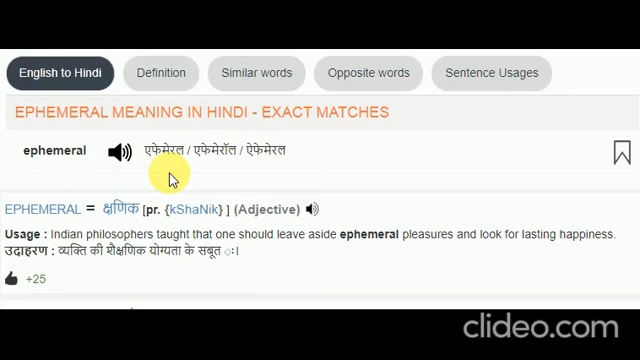 English to Hindi
Definition
Similar words
Opposite words
Sentence Usages
EPHEMERAL MEANING IN HINDI - EXACT MATCHES
ephemeral एफेमेरल / एफेमेरॉल / ऐफेमेरल
EPHEMERAL = क्षणिक [pr. {kShaNik} ] (Adjective)
Usage : Indian philosophers taught that one should leave aside ephemeral pleasures and look for lasting happiness.
उदाहरण : व्यक्ति की शैक्षणिक योग्यता के सबूत ः।
+25
clideo.com